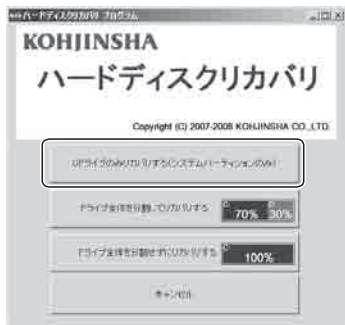 ハードディスクリカバリ プログラム
KOHJINSHA
ハードディスクリカバリ
Copyright (C) 2007-2008 KOHJINSHA CO.,LTD.
Cドライブのみリカバリする(システムパーティションのみ)
ドライブ全体を分割してリカバリする
C
D
70% 30%
ドライブ全体を分割せずにリカバリする
C
100%
キャンセル